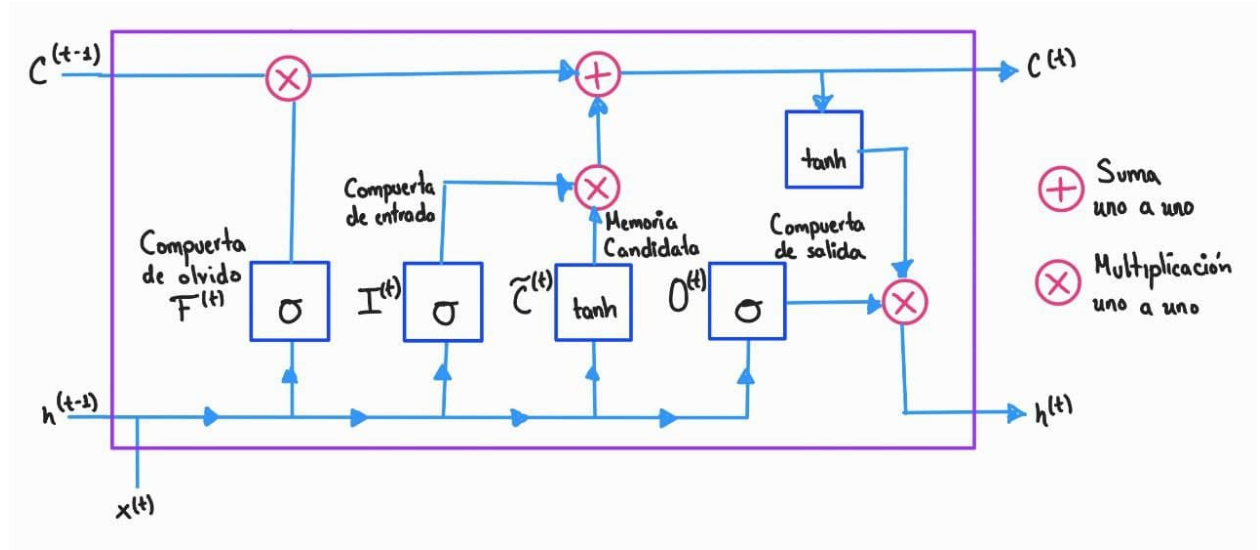 C^(t-1)
C^(t)
tanh
Compuerta
de entrada
Memoria
Candidata
Compuerta
de salida
Compuerta
de olvido
F^(t)
σ
I^(t)
σ
C̃^(t)
tanh
O^(t)
σ
h^(t-1)
h^(t)
x^(t)
Suma
uno a uno
Multiplicación
uno a uno